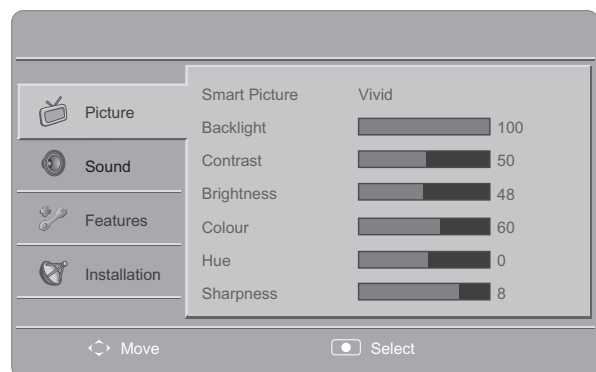 Picture
Sound
Features
Installation
Smart Picture Vivid
Backlight 100
Contrast 50
Brightness 48
Colour 60
Hue 0
Sharpness 8
Move Select